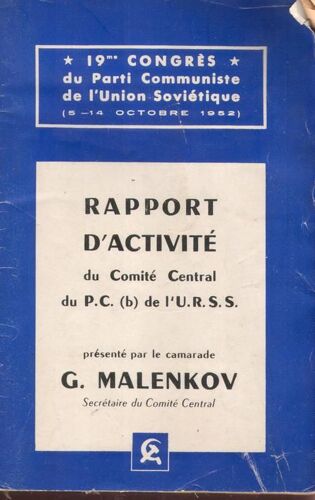 ★ 19me CONGRÈS ★
du Parti Communiste
de l'Union Soviétique
(5-14 OCTOBRE 1952)
RAPPORT
D'ACTIVITÉ
du Comité Central
du P.C. (b) de l'U.R.S.S.
présenté par le camarade
G. MALENKOV
Secrétaire du Comité Central